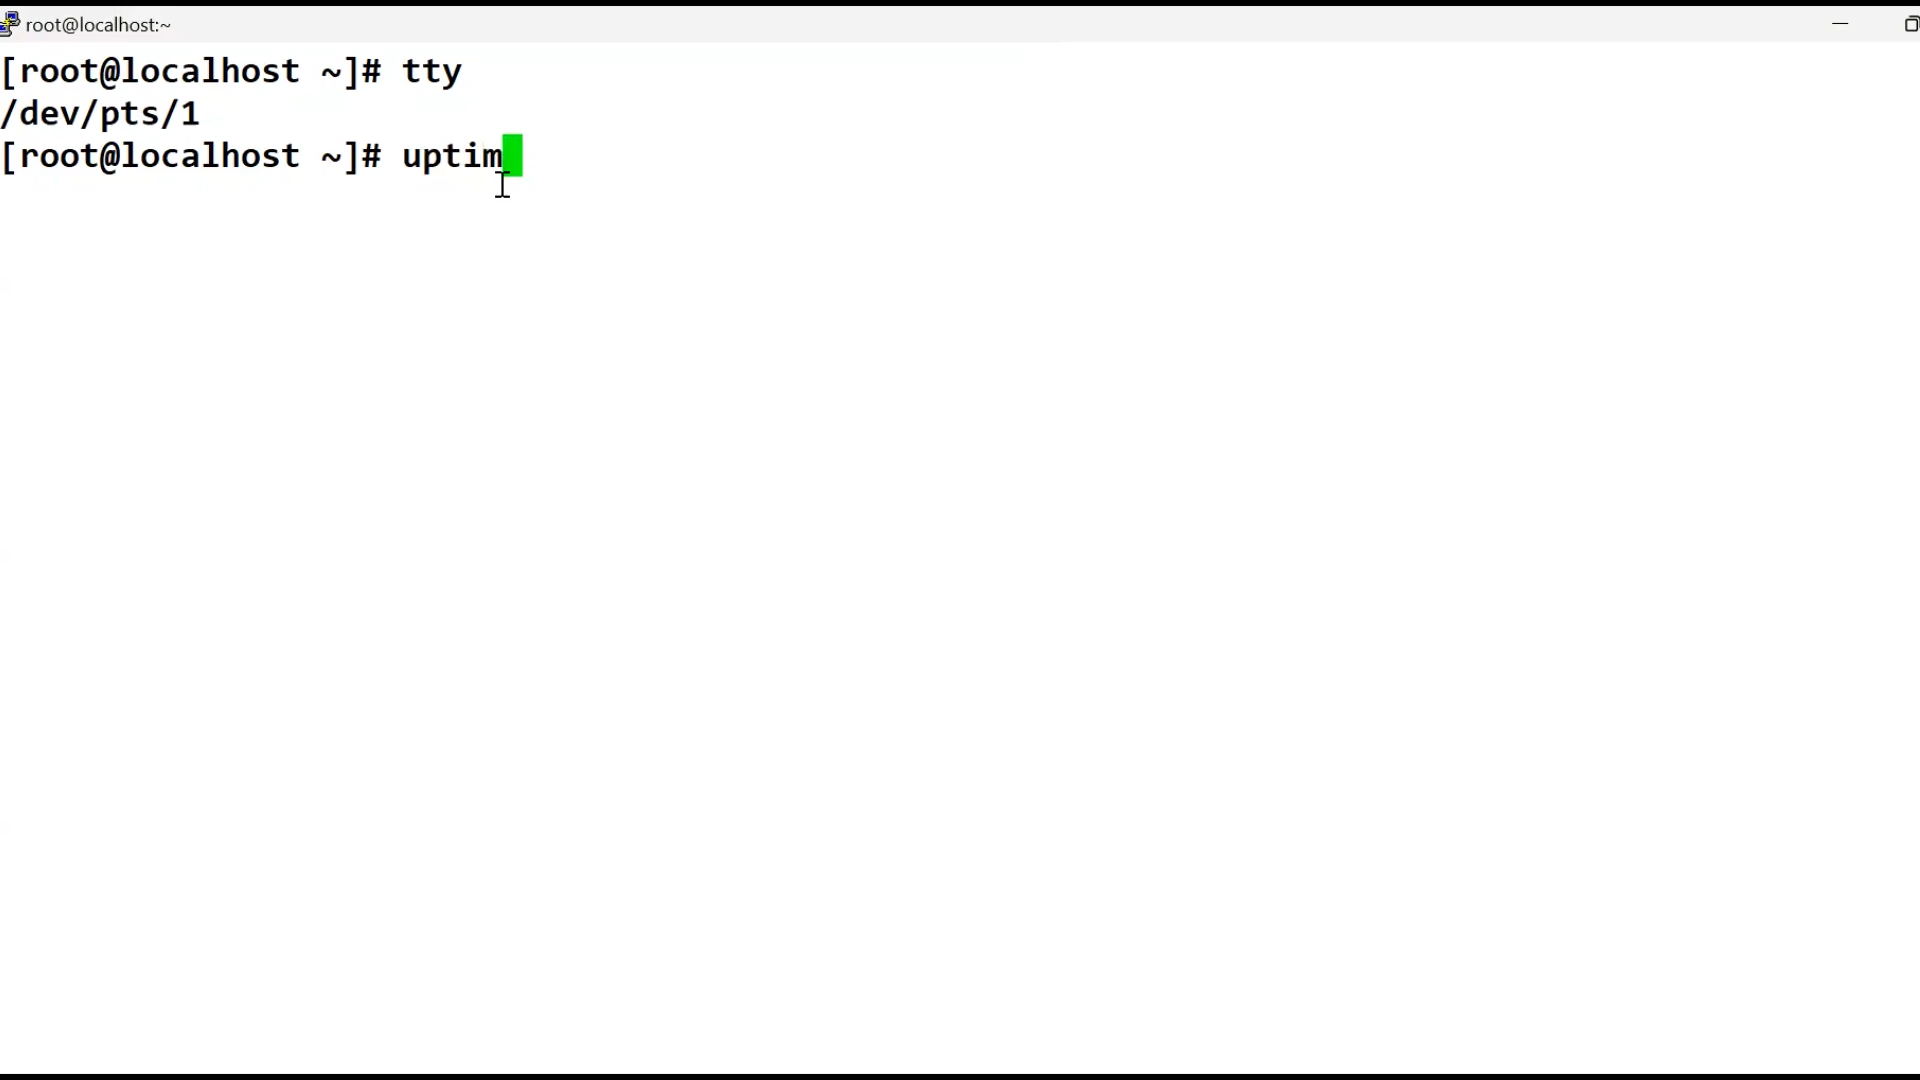 root@localhost:~
[root@localhost ~]# tty
/dev/pts/1
[root@localhost ~]# uptim